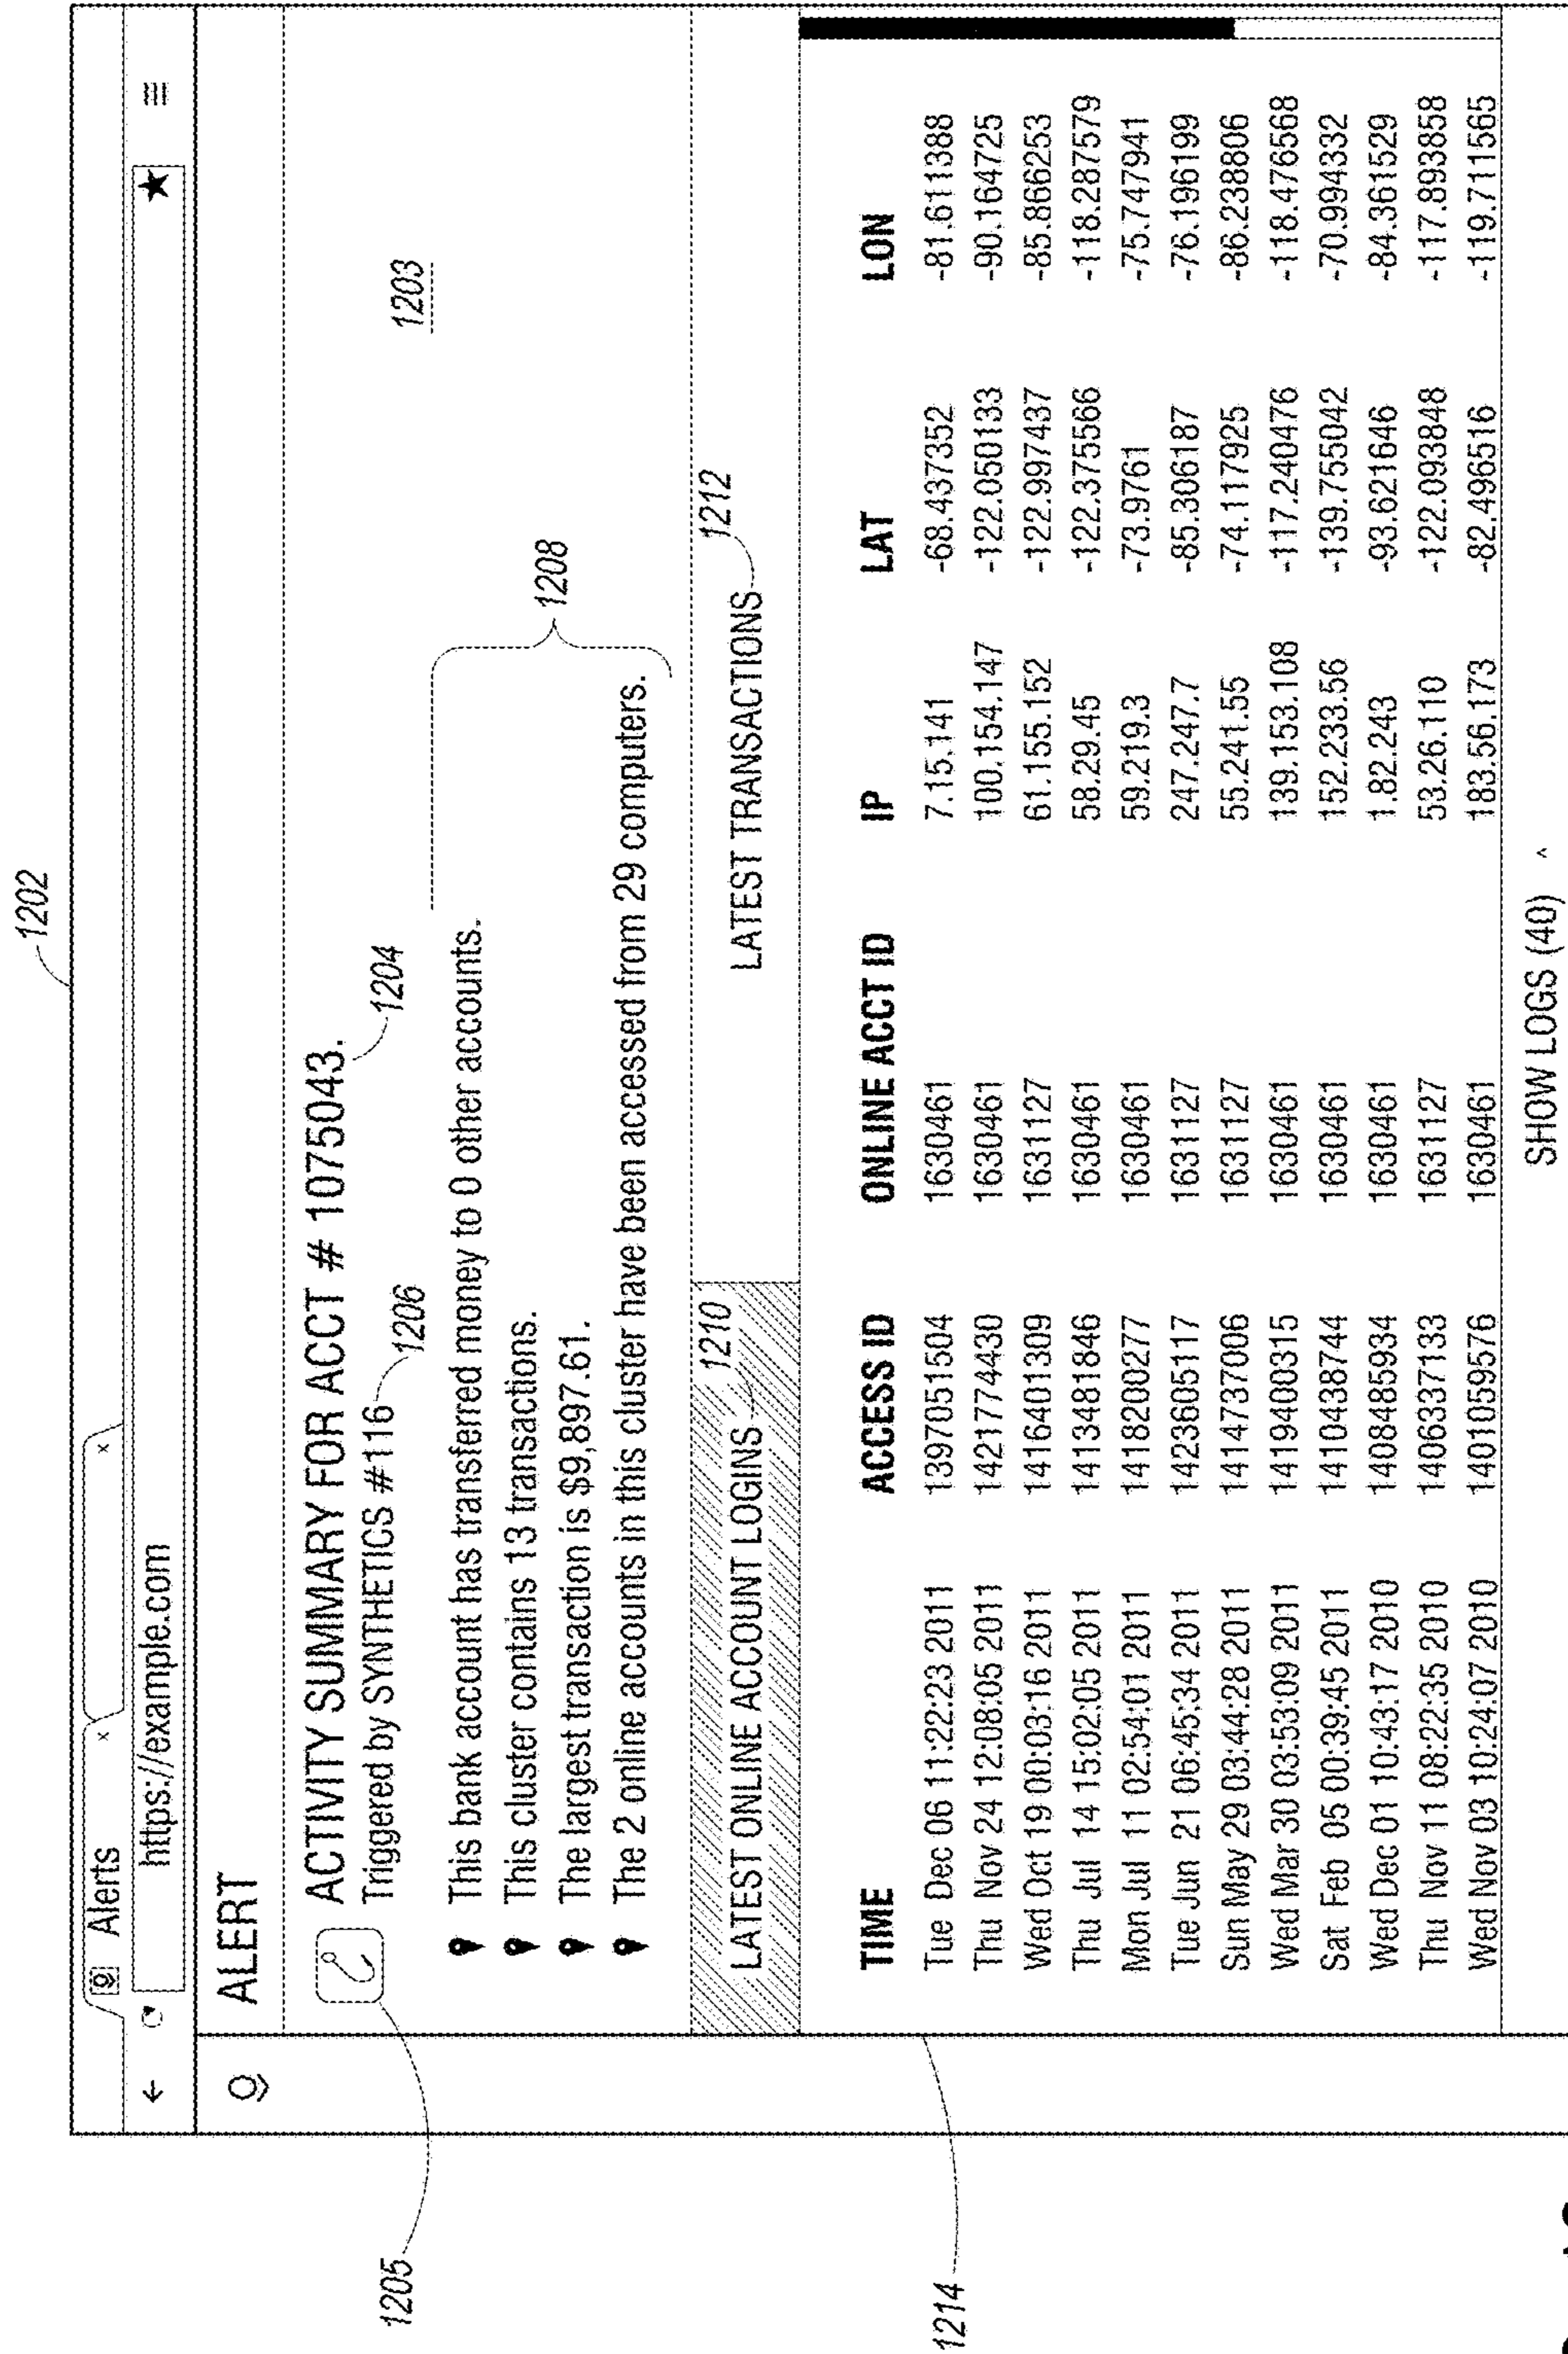 1202
Alerts x x
https://example.com
ALERT
ACTIVITY SUMMARY FOR ACCT # 1075043.
1204
Triggered by SYNTHETICS #116
1206
1203
1205
This bank account has transferred money to 0 other accounts.
This cluster contains 13 transactions.
The largest transaction is $9,897.61.
The 2 online accounts in this cluster have been accessed from 29 computers.
1208
1210
1212
LATEST ONLINE ACCOUNT LOGINS LATEST TRANSACTIONS
TIME ACCESS ID ONLINE ACCT ID IP LAT LON
Tue Dec 06 11:22:23 2011 1397051504 1630461 7.15.141 -68.437352 -81.611388
Thu Nov 24 12:08:05 2011 1421774430 1630461 100.154.147 -122.050133 -90.164725
Wed Oct 19 00:03:16 2011 1416401309 1631127 61.155.152 -122.997437 -85.866253
Thu Jul 14 15:02:05 2011 1413481846 1630461 58.29.45 -122.375566 -118.287579
Mon Jul 11 02:54:01 2011 1418200277 1630461 59.219.3 -73.9761 -75.747941
Tue Jun 21 06:45:34 2011 1423605117 1631127 247.247.7 -85.306187 -76.196199
Sun May 29 03:44:28 2011 1414737006 1631127 55.241.55 -74.117925 -86.238806
Wed Mar 30 03:53:09 2011 1419400315 1630461 139.153.108 -117.240476 -118.476568
Sat Feb 05 00:39:45 2011 1410438744 1630461 152.233.56 -139.755042 -70.994332
Wed Dec 01 10:43:17 2010 1408485934 1630461 1.82.243 -93.621646 -84.361529
Thu Nov 11 08:22:35 2010 1406337133 1631127 53.26.110 -122.093848 -117.893858
Wed Nov 03 10:24:07 2010 1401059576 1630461 183.56.173 -82.496516 -119.711565
1214
SHOW LOGS (40) ^